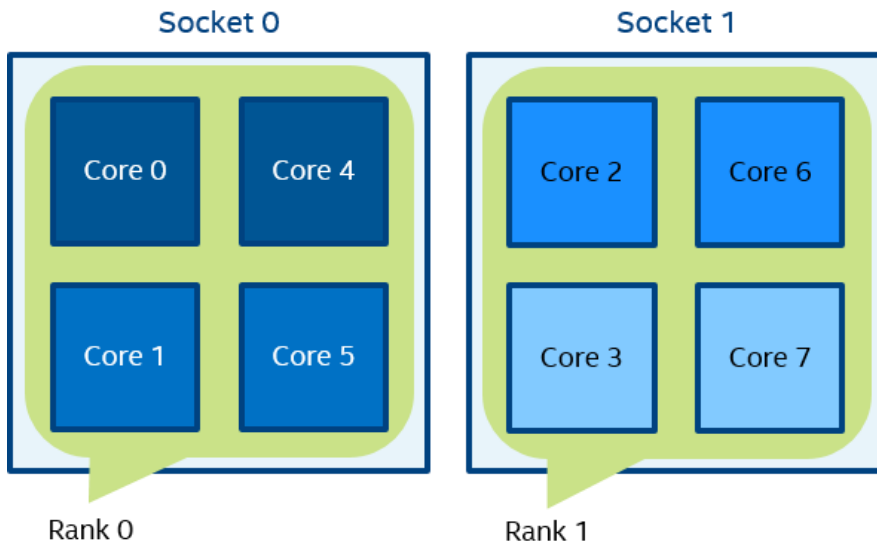 Socket 0
Socket 1
Core 0
Core 4
Core 1
Core 5
Rank 0
Core 2
Core 6
Core 3
Core 7
Rank 1